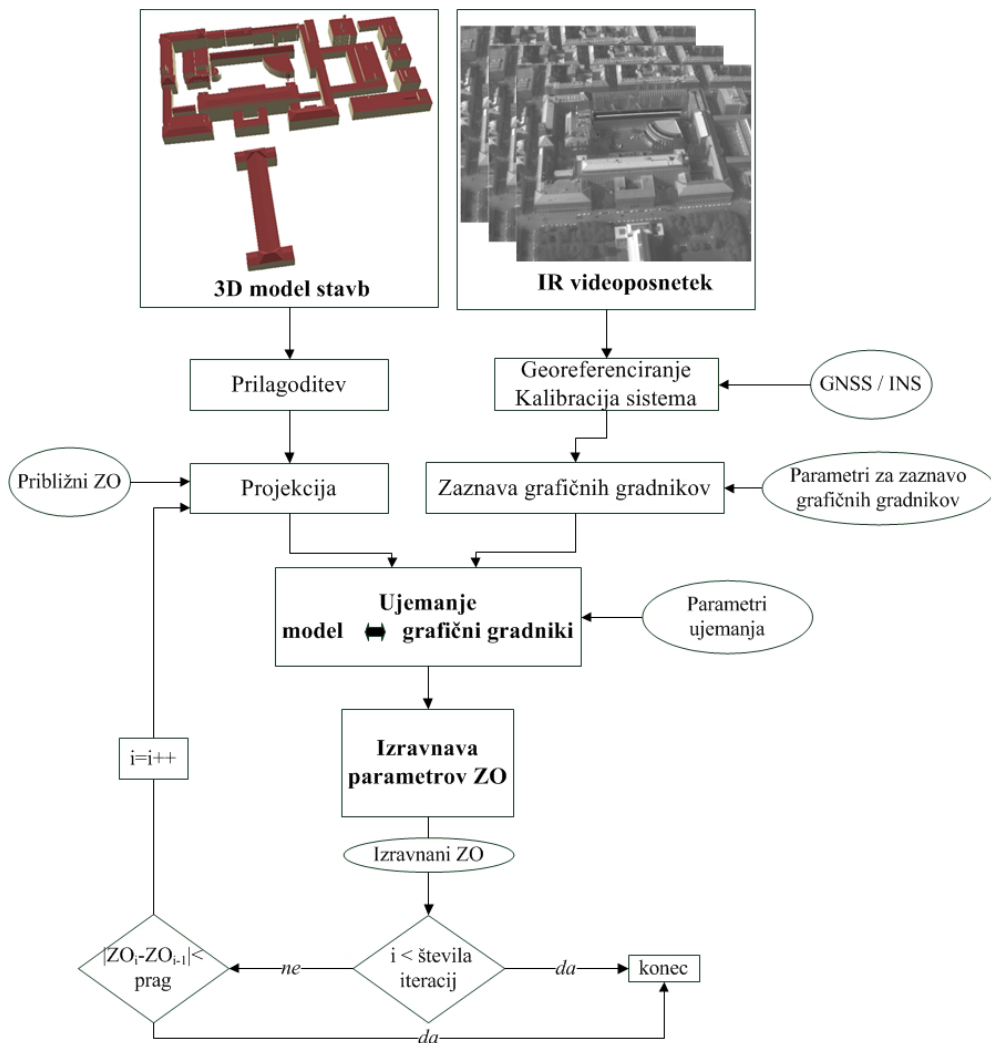 3D model stavb
IR videoposnetek
Prilagoditev
Georeferenciranje
Kalibracija sistema
GNSS / INS
Približni ZO
Projekcija
Zaznava grafičnih gradnikov
Parametri za zaznavo
grafičnih gradnikov
Ujemanje
model grafični gradniki
Parametri
ujemanja
i=i++
Izravnava
parametrov ZO
Izravnani ZO
|ZOi-ZOi-1|<
prag
ne
i < števila
iteracij
da
konec
da